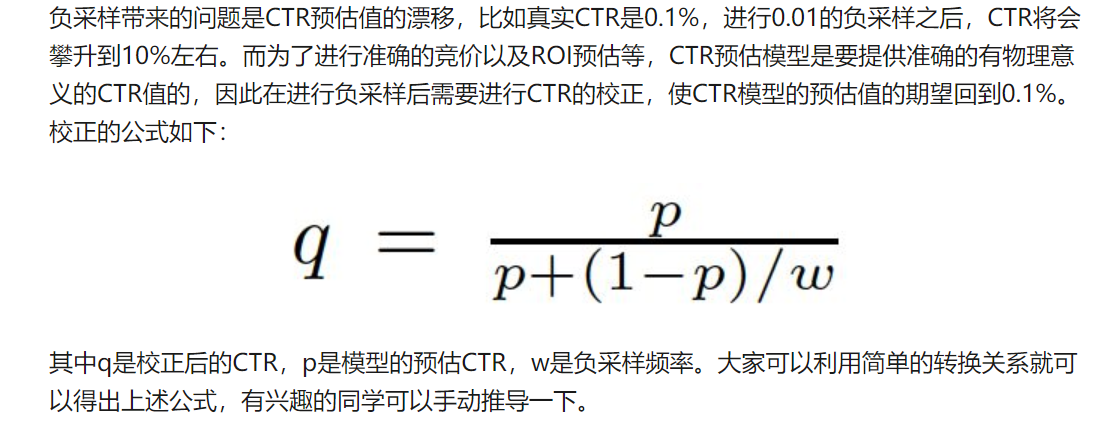 负采样带来的问题是CTR预估值的漂移，比如真实CTR是0.1%，进行0.01的负采样之后，CTR将会
攀升到10%左右。而为了进行准确的竞价以及ROI预估等，CTR预估模型是要提供准确的有物理意
义的CTR值的，因此在进行负采样后需要进行CTR的校正，使CTR模型的预估值的期望回到0.1%。
校正的公式如下：
q = p / (p+(1−p)/w)
其中q是校正后的CTR，p是模型的预估CTR，w是负采样频率。大家可以利用简单的转换关系就可
以得出上述公式，有兴趣的同学可以手动推导一下。